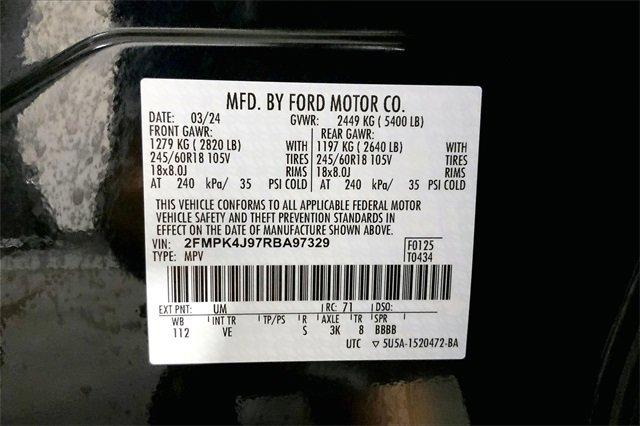 MFD. BY FORD MOTOR CO.
DATE: 03/24 GVWR: 2449 KG ( 5400 LB)
FRONT GAWR: REAR GAWR:
1279 KG ( 2820 LB) 1197 KG ( 2640 LB)
245/60R18 105V TIRES 245/60R18 105V TIRES
18x8.0J RIMS 18x8.0J RIMS
AT 240 kPa/ 35 PSI COLD AT 240 kPa/ 35 PSI COLD
THIS VEHICLE CONFORMS TO ALL APPLICABLE FEDERAL MOTOR
VEHICLE SAFETY AND THEFT PREVENTION STANDARDS IN
EFFECT ON THE DATE OF MANUFACTURE SHOWN ABOVE.
VIN: 2FMPK4J97RBA97329 F0125
TYPE: MPV T0434
EXT PNT: UM RC: 71 DSO:
WB INT TR TP/PS R AXLE TR SPR
112 VE S 3K 8 BBBB
UTC ▽ 5U5A-1520472-BA